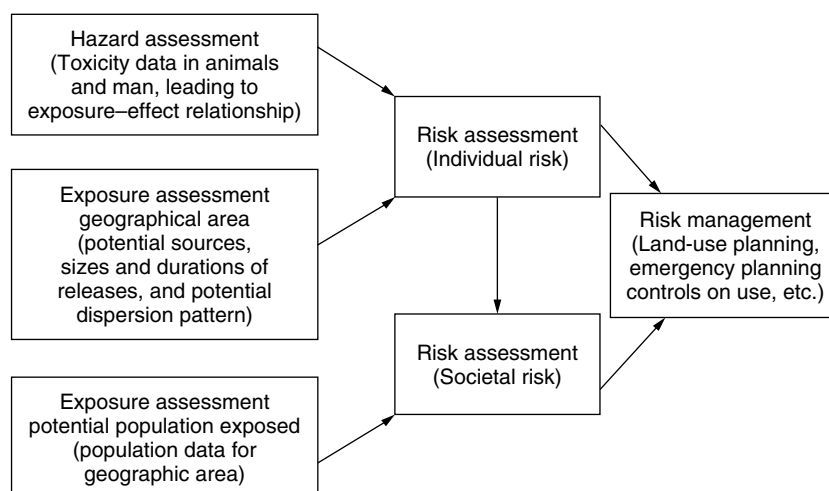 Hazard assessment
(Toxicity data in animals
and man, leading to
exposure–effect relationship)
Exposure assessment
geographical area
(potential sources,
sizes and durations of
releases, and potential
dispersion pattern)
Exposure assessment
potential population exposed
(population data for
geographic area)
Risk assessment
(Individual risk)
Risk assessment
(Societal risk)
Risk management
(Land-use planning,
emergency planning
controls on use, etc.)